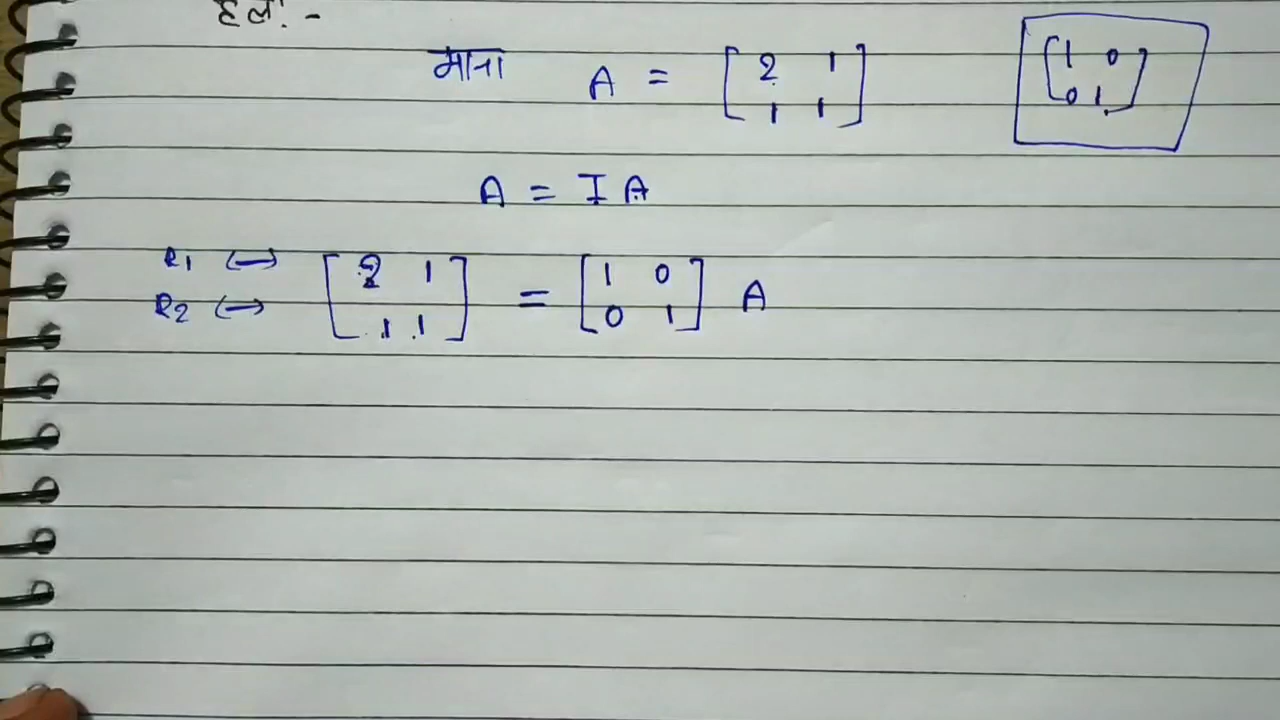 हल:-
माना A = [ 2 1 [ 1 0
1 1 ] 0 1 ]
A = I A
R1 ↔ [ 2 1 ] = [ 1 0 ] A
R2 ↔ [ 1 1 ] [ 0 1 ]